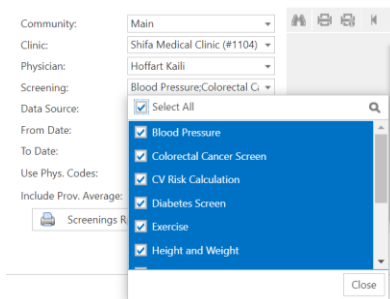 Community: Main
Clinic: Shifa Medical Clinic (#1104)
Physician: Hoffart Kaili
Screening: Blood Pressure;Colorectal
Data Source:
Select All
From Date:
Blood Pressure
To Date:
Colorectal Cancer Screen
Use Phys. Codes:
CV Risk Calculation
Include Prov. Average:
Diabetes Screen
Screenings
Exercise
Height and Weight
Close